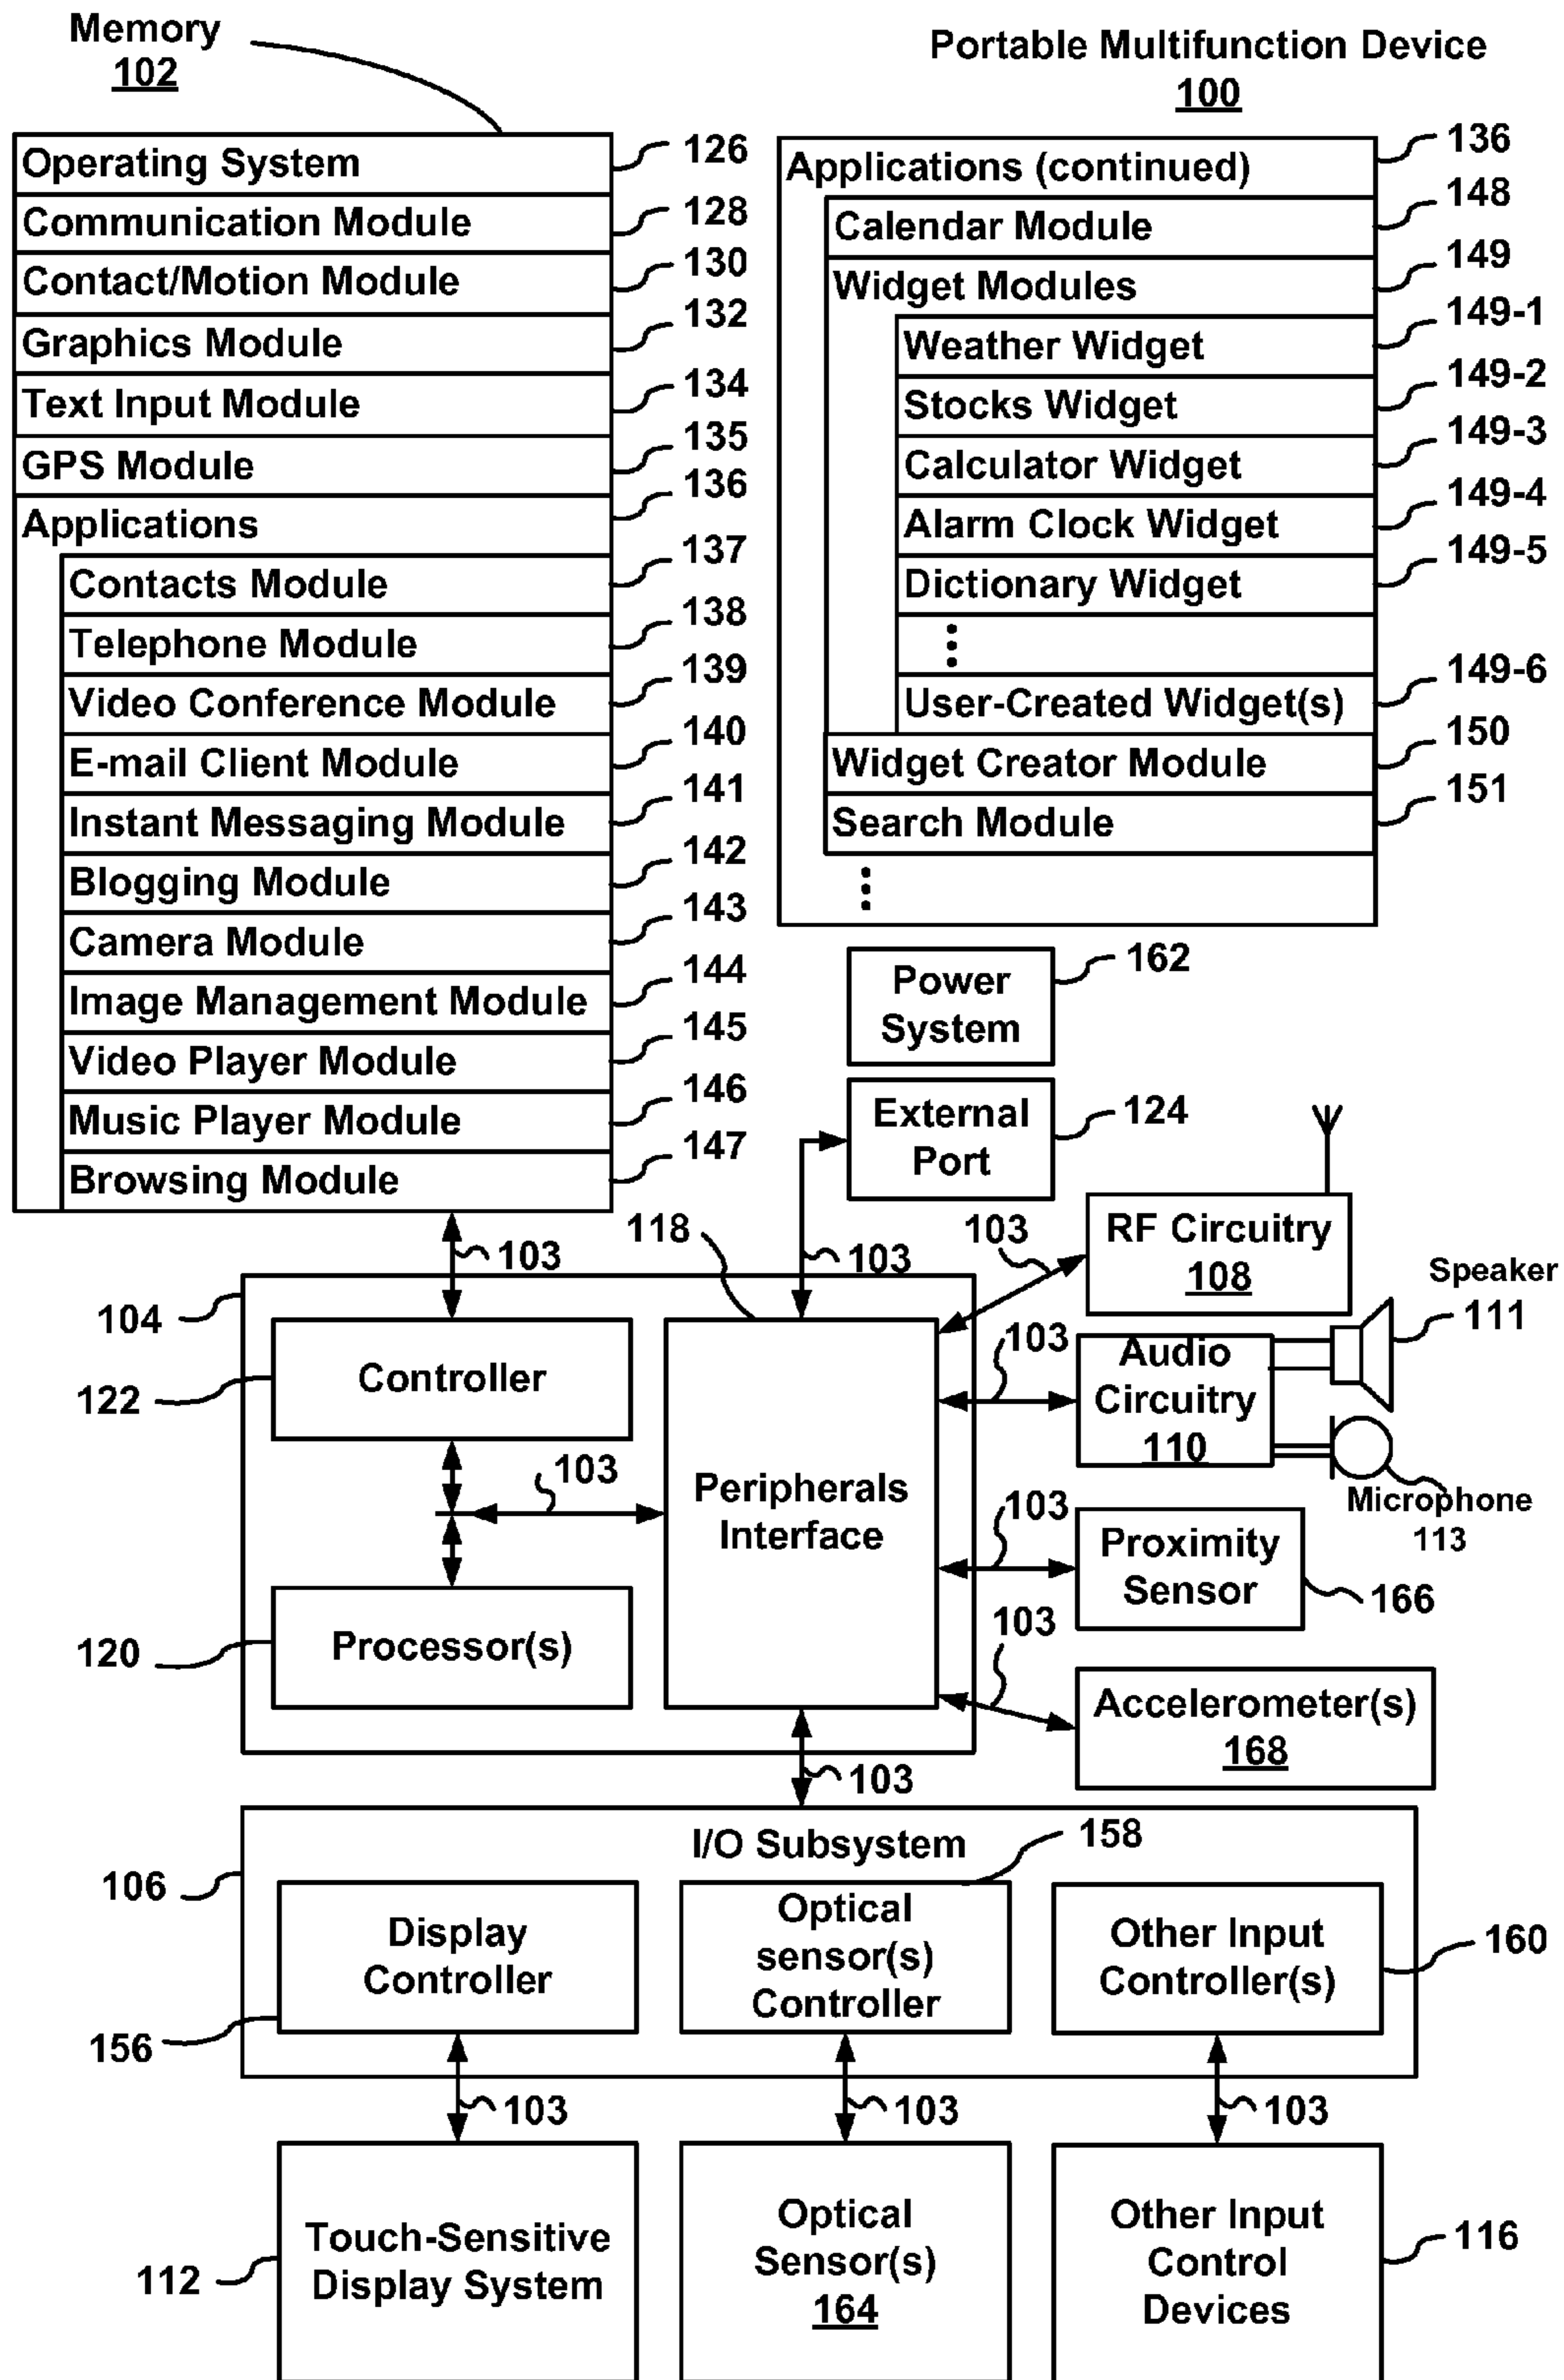 Memory
102
Portable Multifunction Device
100
Operating System
126
Communication Module
128
Contact/Motion Module
130
Graphics Module
132
Text Input Module
134
GPS Module
135
Applications
136
Contacts Module
137
Telephone Module
138
Video Conference Module
139
E-mail Client Module
140
Instant Messaging Module
141
Blogging Module
142
Camera Module
143
Image Management Module
144
Video Player Module
145
Music Player Module
146
Browsing Module
147
Applications (continued)
136
Calendar Module
148
Widget Modules
149
Weather Widget
149-1
Stocks Widget
149-2
Calculator Widget
149-3
Alarm Clock Widget
149-4
Dictionary Widget
149-5
User-Created Widget(s)
149-6
Widget Creator Module
150
Search Module
151
Power
System
162
External
Port
124
103
118
103
103
RF Circuitry
108
Speaker
111
104
Controller
122
103
Audio
Circuitry
110
103
Peripherals
Interface
Microphone
113
103
Proximity
Sensor
166
Processor(s)
120
103
Accelerometer(s)
168
103
I/O Subsystem
158
106
Display
Controller
156
Optical
sensor(s)
Controller
Other Input
Controller(s)
160
103
103
103
Touch-Sensitive
Display System
112
Optical
Sensor(s)
164
Other Input
Control
Devices
116